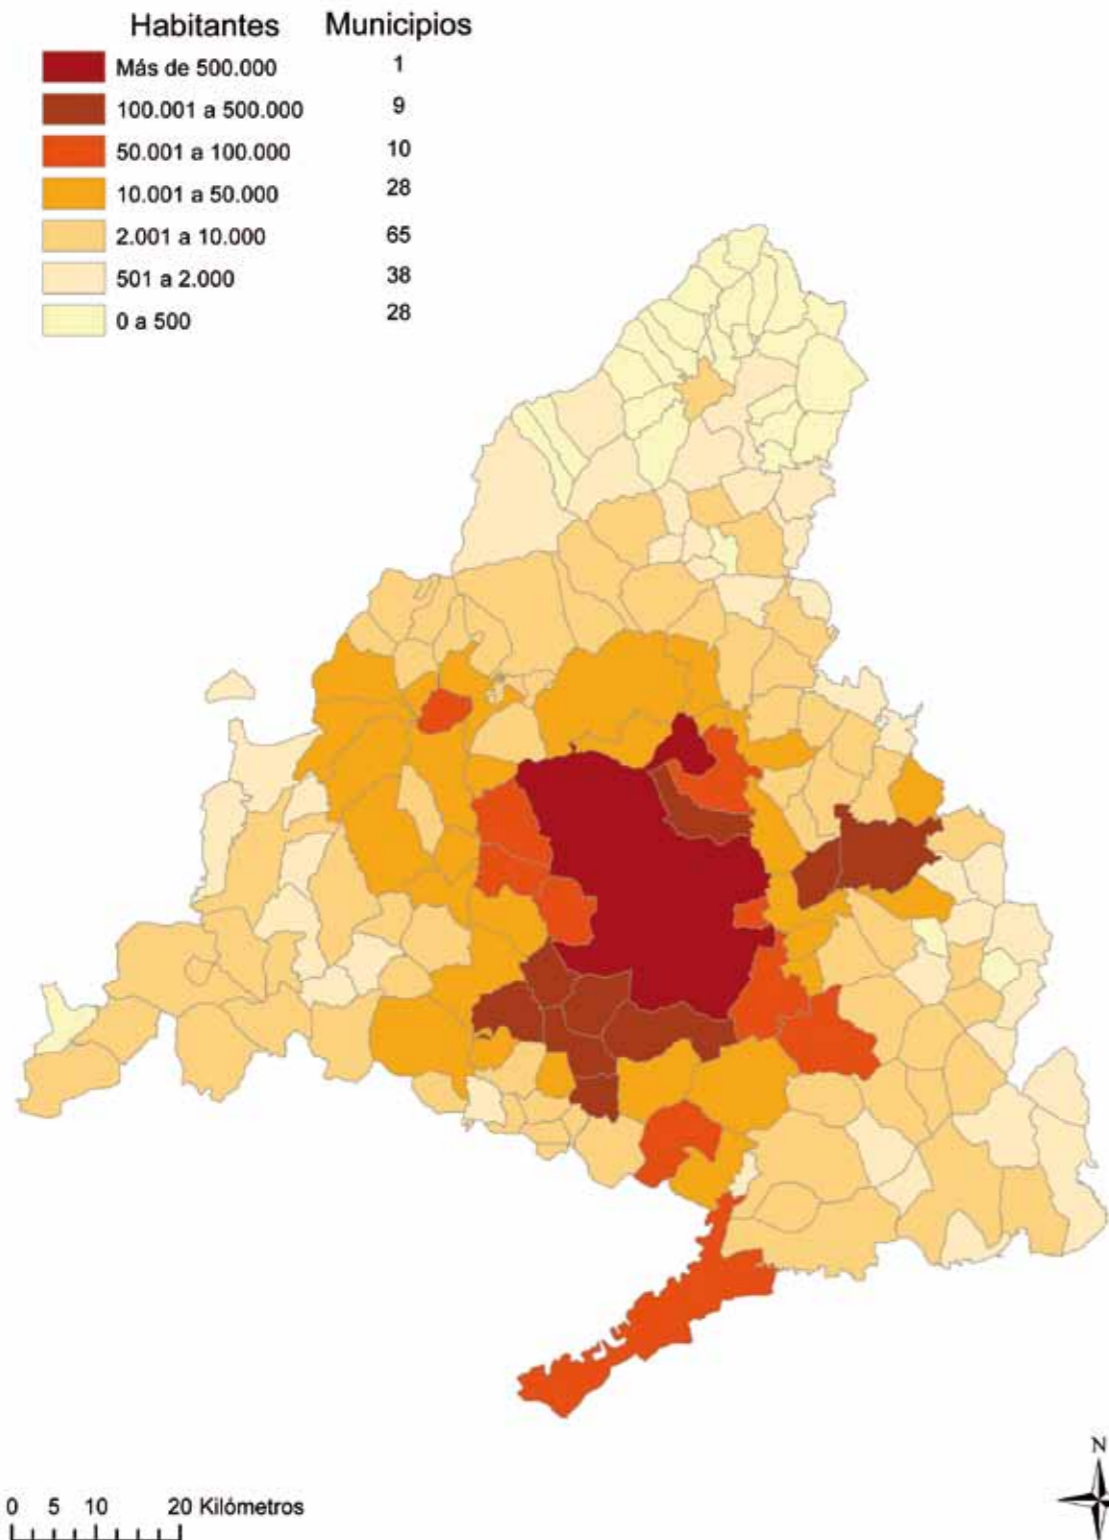 Habitantes Municipios
Más de 500.000 1
100.001 a 500.000 9
50.001 a 100.000 10
10.001 a 50.000 28
2.001 a 10.000 65
501 a 2.000 38
0 a 500 28
N
0 5 10 20 Kilómetros